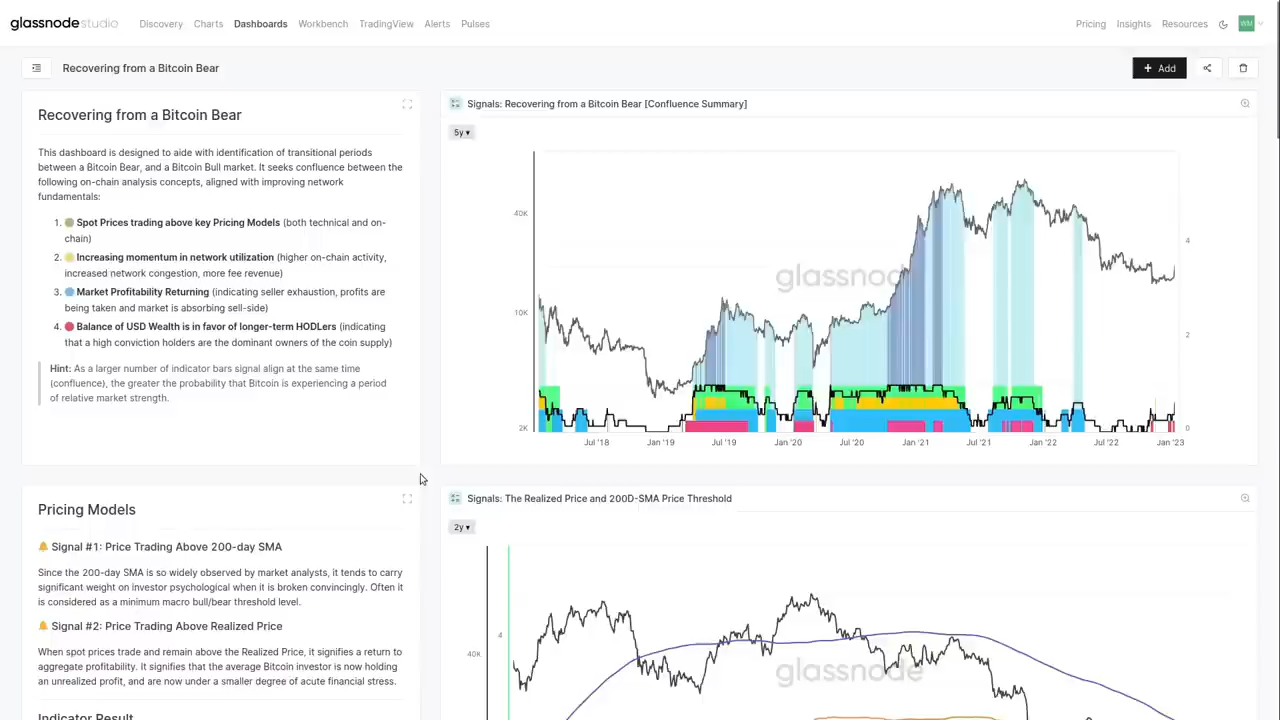 glassnodestudio
Discovery Charts Dashboards Workbench TradingView Alerts Pulses
Pricing Insights Resources WM
Recovering from a Bitcoin Bear
+ Add
Recovering from a Bitcoin Bear
This dashboard is designed to aide with identification of transitional periods
between a Bitcoin Bear, and a Bitcoin Bull market. It seeks confluence between the
following on-chain analysis concepts, aligned with improving network
fundamentals:
1. Spot Prices trading above key Pricing Models (both technical and on-
chain)
2. Increasing momentum in network utilization (higher on-chain activity,
increased network congestion, more fee revenue)
3. Market Profitability Returning (indicating seller exhaustion, profits are
being taken and market is absorbing sell-side)
4. Balance of USD Wealth is in favor of longer-term HODLers (indicating
that a high conviction holders are the dominant owners of the coin supply)
Hint: As a larger number of indicator bars signal align at the same time
(confluence), the greater the probability that Bitcoin is experiencing a period
of relative market strength.
Signals: Recovering from a Bitcoin Bear [Confluence Summary]
5y
40K
10K
2K
4
2
0
glassnode
Jul '18 Jan '19 Jul '19 Jan '20 Jul '20 Jan '21 Jul '21 Jan '22 Jul '22 Jan '23
Pricing Models
Signal #1: Price Trading Above 200-day SMA
Since the 200-day SMA is so widely observed by market analysts, it tends to carry
significant weight on investor psychological when it is broken convincingly. Often it
is considered as a minimum macro bull/bear threshold level.
Signal #2: Price Trading Above Realized Price
When spot prices trade and remain above the Realized Price, it signifies a return to
aggregate profitability. It signifies that the average Bitcoin investor is now holding
an unrealized profit, and are now under a smaller degree of acute financial stress.
Indicator Result
Signals: The Realized Price and 200D-SMA Price Threshold
2y
4
40K
glassnode